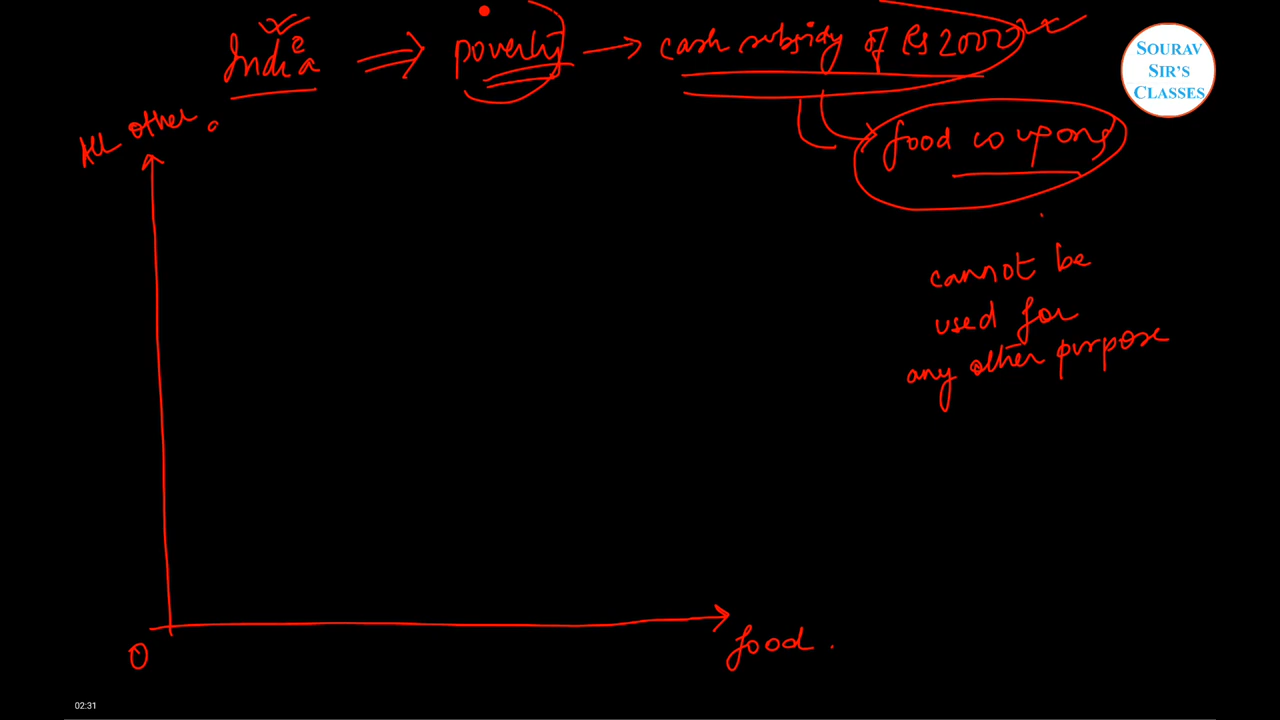 India poverty cash subsidy of Rs 2000
SOURAV
SIR'S
CLASSES
All other
food coupons
cannot be
used for
any other purpose
O
food.
02:31